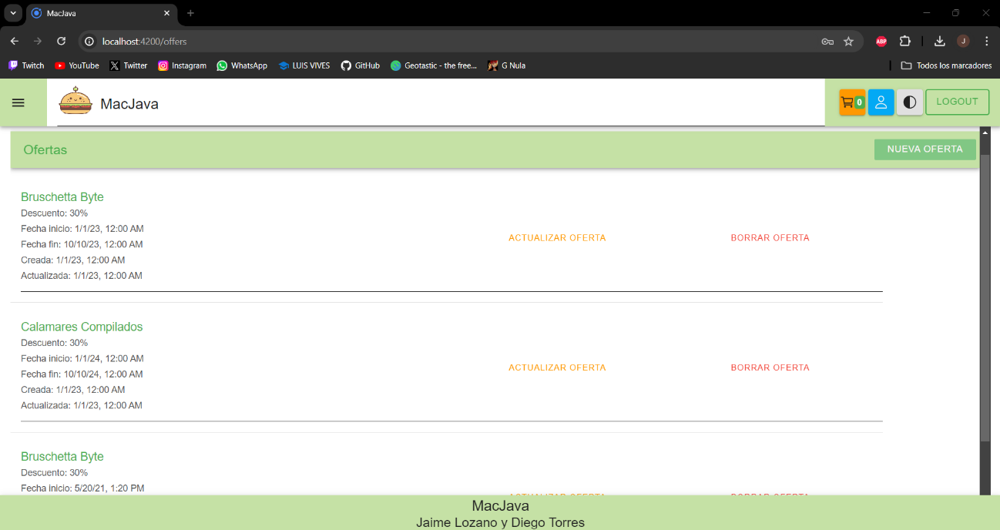 MacJava
localhost:4200/offers
ABP
J
Twitch
YouTube
Twitter
Instagram
WhatsApp
LUIS VIVES
GitHub
Geotastic - the free...
G Nula
Todos los marcadores
MacJava
0
LOGOUT
Ofertas
NUEVA OFERTA
Bruschetta Byte
Descuento: 30%
Fecha inicio: 1/1/23, 12:00 AM
Fecha fin: 10/10/23, 12:00 AM
Creada: 1/1/23, 12:00 AM
Actualizada: 1/1/23, 12:00 AM
ACTUALIZAR OFERTA
BORRAR OFERTA
Calamares Compilados
Descuento: 30%
Fecha inicio: 1/1/24, 12:00 AM
Fecha fin: 10/10/24, 12:00 AM
Creada: 1/1/23, 12:00 AM
Actualizada: 1/1/23, 12:00 AM
ACTUALIZAR OFERTA
BORRAR OFERTA
Bruschetta Byte
Descuento: 30%
Fecha inicio: 5/20/21, 1:20 PM
ACTUALIZAR OFERTA
BORRAR OFERTA
MacJava
Jaime Lozano y Diego Torres